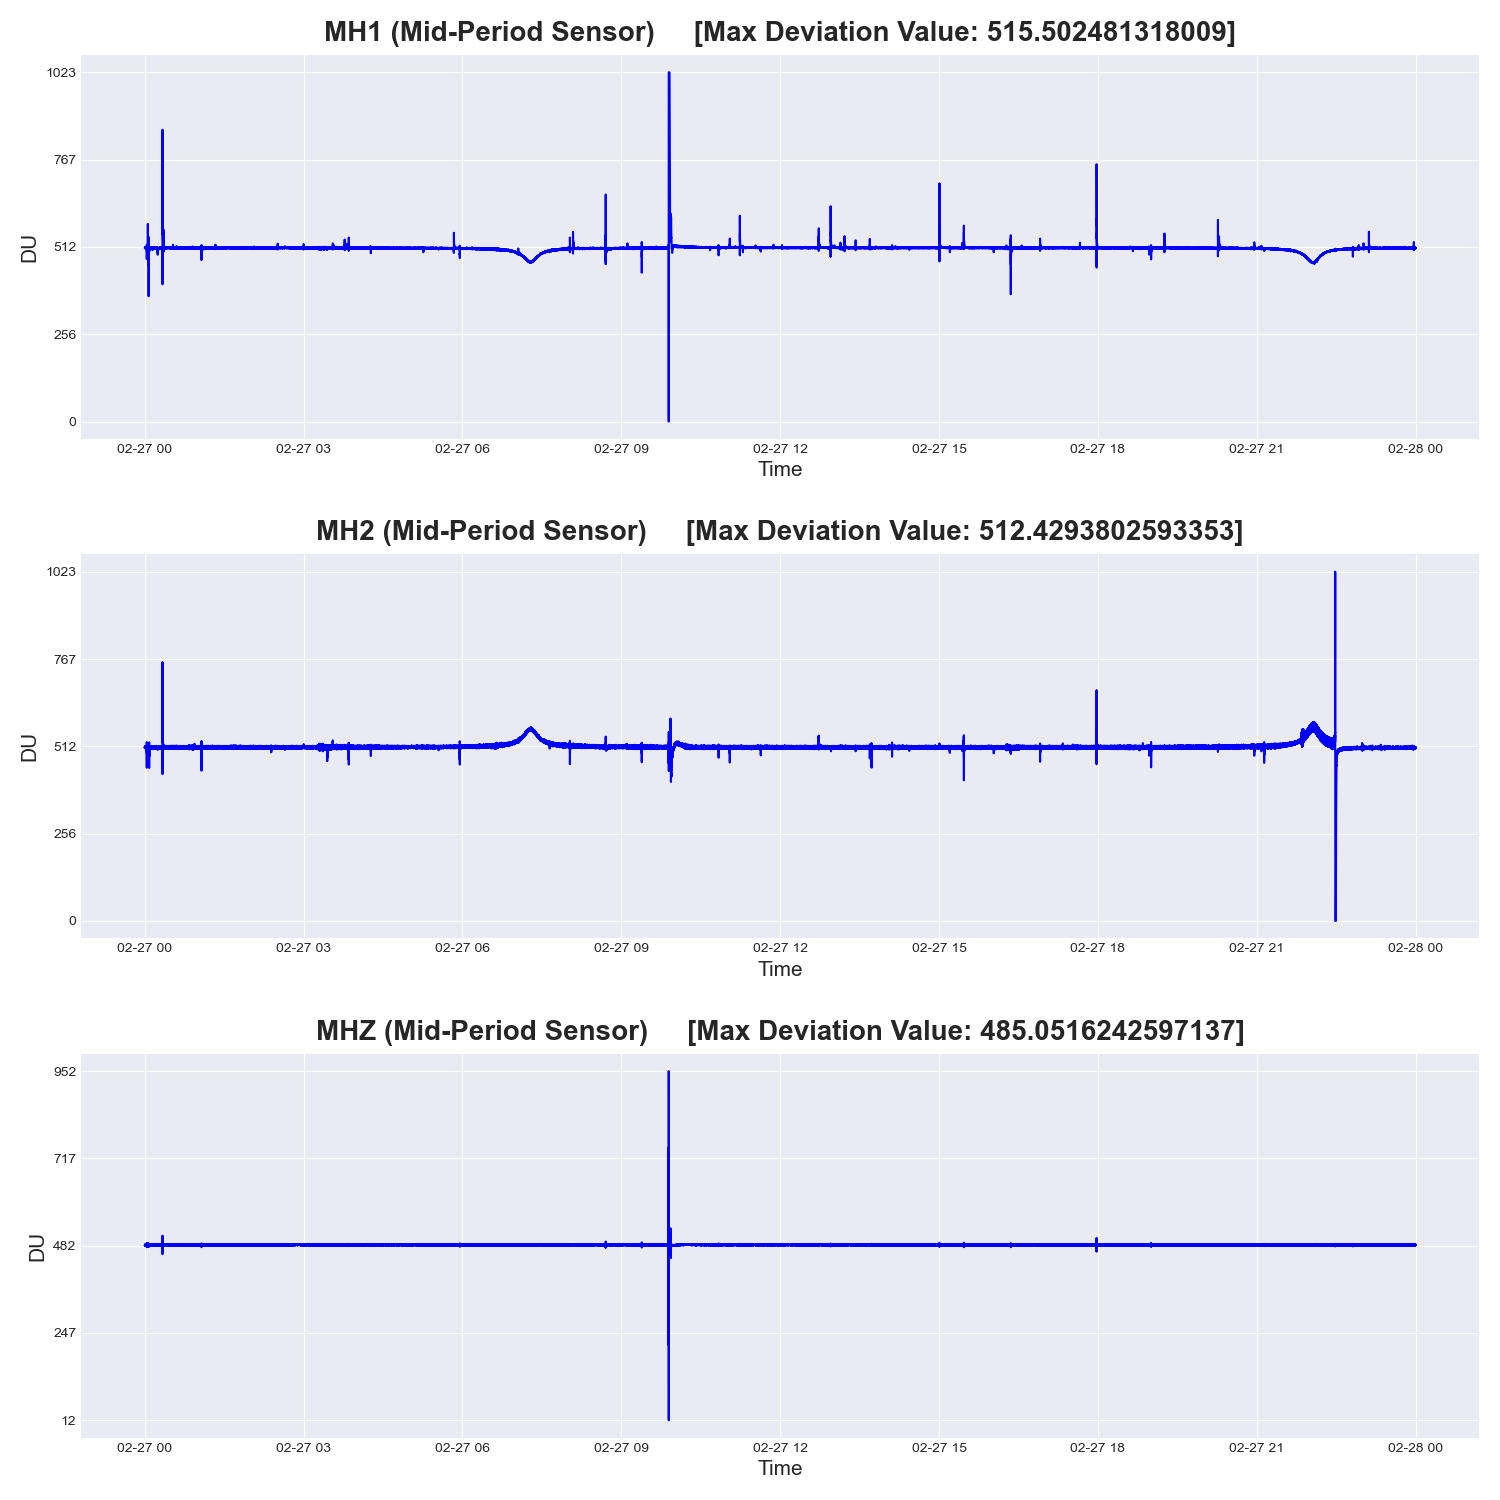 MH1 (Mid-Period Sensor) [Max Deviation Value: 515.502481318009]
1023
767
512
256
0
DU
02-27 00 02-27 03 02-27 06 02-27 09 02-27 12 02-27 15 02-27 18 02-27 21 02-28 00
Time
MH2 (Mid-Period Sensor) [Max Deviation Value: 512.4293802593353]
1023
767
512
256
0
DU
02-27 00 02-27 03 02-27 06 02-27 09 02-27 12 02-27 15 02-27 18 02-27 21 02-28 00
Time
MHZ (Mid-Period Sensor) [Max Deviation Value: 485.0516242597137]
952
717
482
247
12
DU
02-27 00 02-27 03 02-27 06 02-27 09 02-27 12 02-27 15 02-27 18 02-27 21 02-28 00
Time